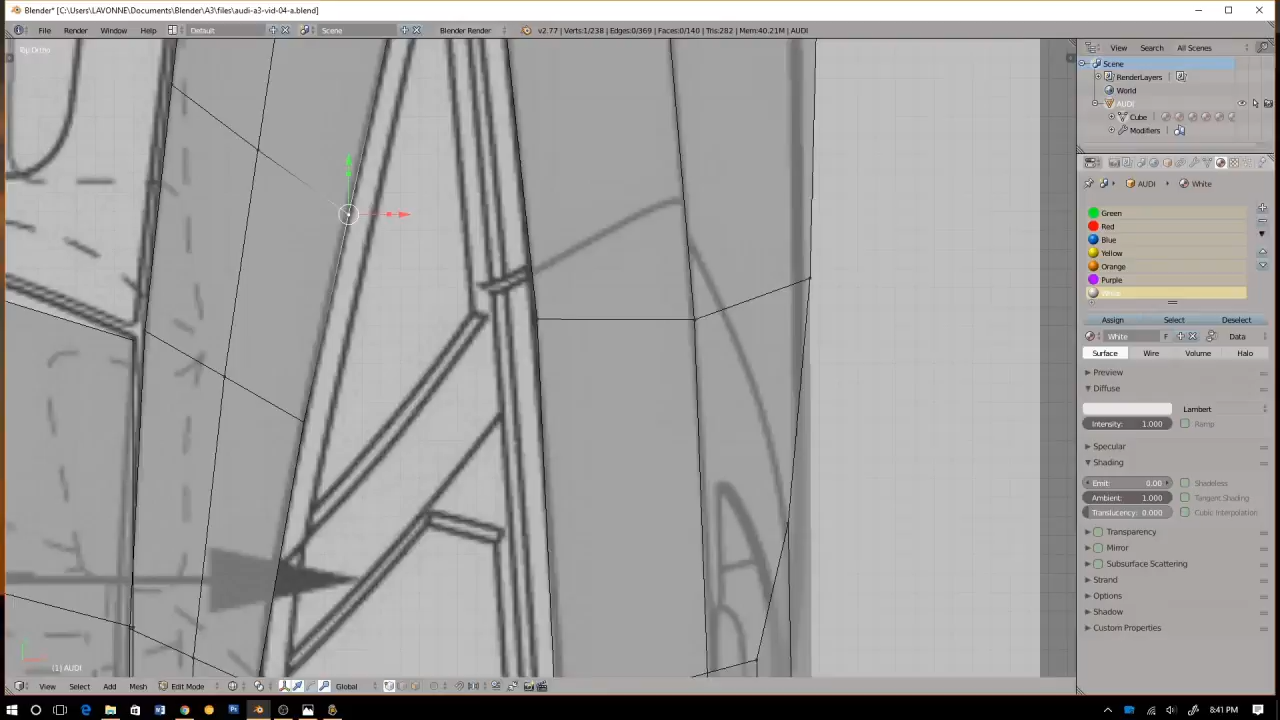 Blender* [C:\Users\LAVONNE\Documents\Blender\A3\files\audi-a3-vid-04-a.blend]
File Render Window Help Default Scene Blender Render v2.77 | Verts:1/238 | Edges:0/369 | Faces:0/140 | Tris:282 | Mem:40.21M | AUDI
View Search All Scenes
Scene
RenderLayers
World
AUDI
Cube
Modifiers
AUDI White
Green
Red
Blue
Yellow
Orange
Purple
White
Assign Select Deselect
White F Data
Surface Wire Volume Halo
Preview
Diffuse
Lambert
Intensity: 1.000 Ramp
Specular
Shading
Emit: 0.00 Shadeless
Ambient: 1.000 Tangent Shading
Translucency: 0.000 Cubic Interpolation
Transparency
Mirror
Subsurface Scattering
Strand
Options
Shadow
Custom Properties
(1) AUDI
View Select Add Mesh Edit Mode Global
8:41 PM